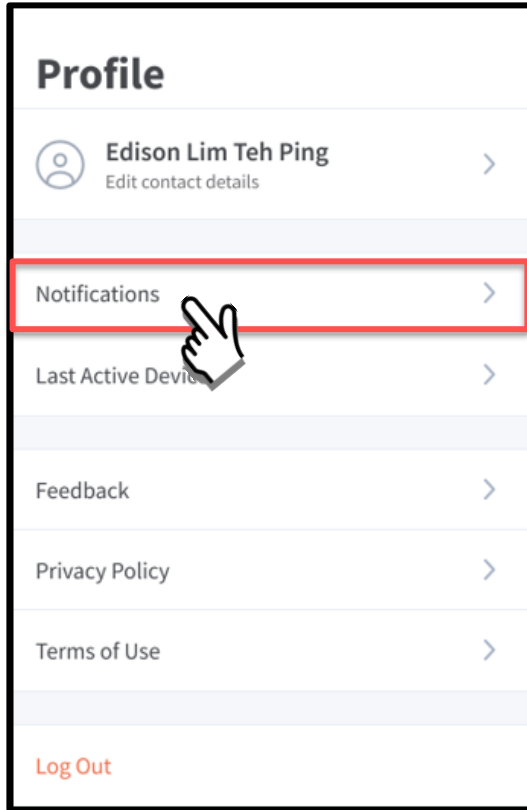 Profile
Edison Lim Teh Ping
Edit contact details
Notifications
Last Active
Feedback
Privacy Policy
Terms of Use
Log Out